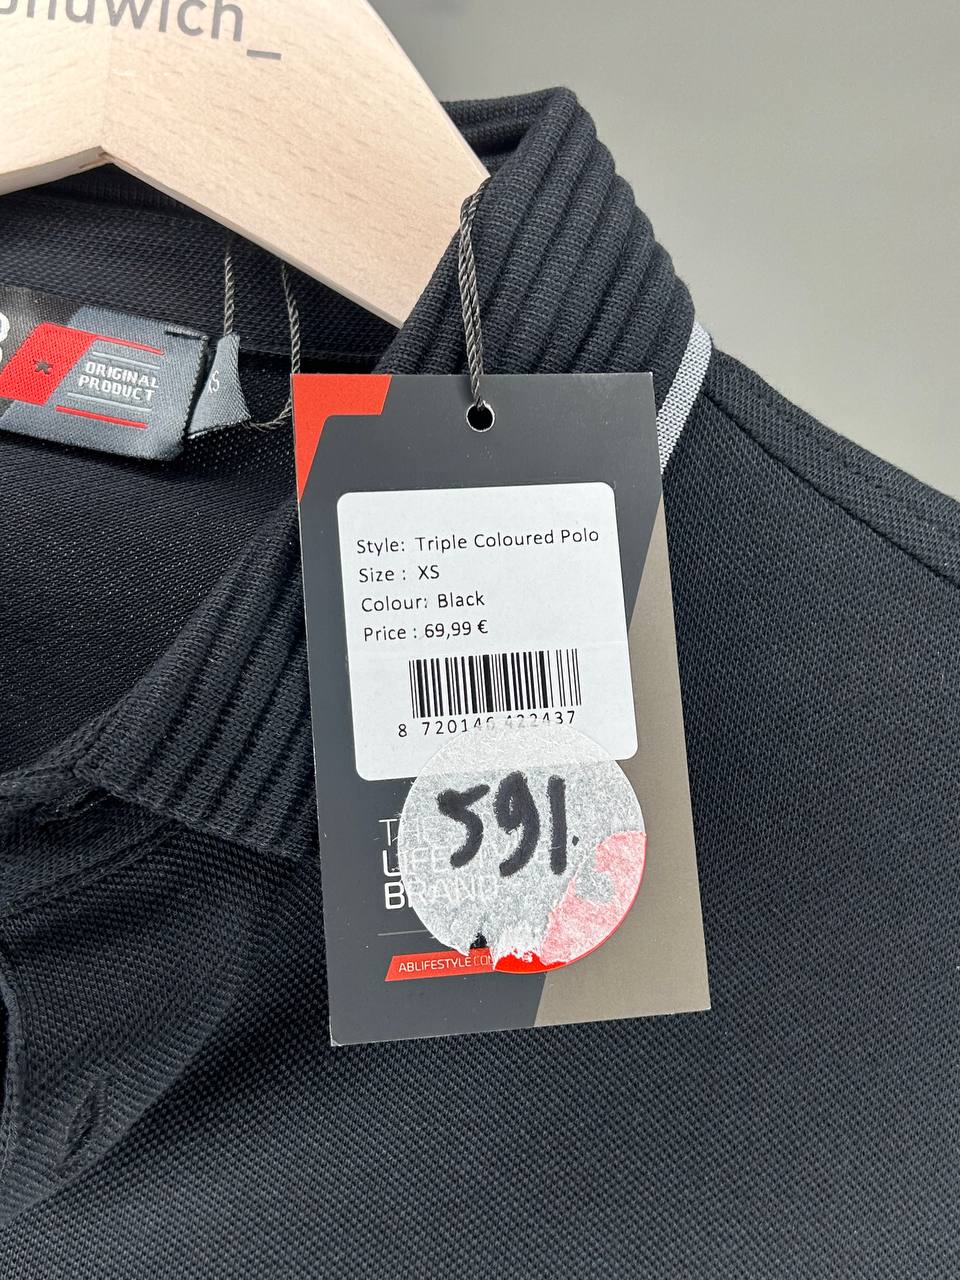 ORIGINAL
PRODUCT
Style: Triple Coloured Polo
Size : XS
Colour: Black
Price : 69,99 €
8 720146 422437
591.
BRAND
ABLIFESTYLE.COM